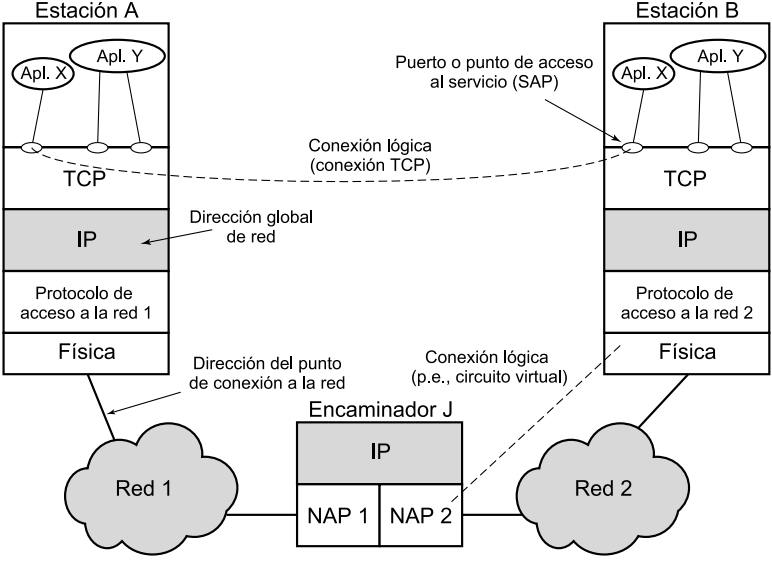 Estación A
Estación B
Apl. X
Apl. Y
Puerto o punto de acceso
al servicio (SAP)
Apl. X
Apl. Y
Conexión lógica
(conexión TCP)
TCP
TCP
Dirección global
de red
IP
IP
Protocolo de
acceso a la red 1
Protocolo de
acceso a la red 2
Física
Física
Dirección del punto
de conexión a la red
Conexión lógica
(p.e., circuito virtual)
Encaminador J
IP
Red 1
NAP 1
NAP 2
Red 2